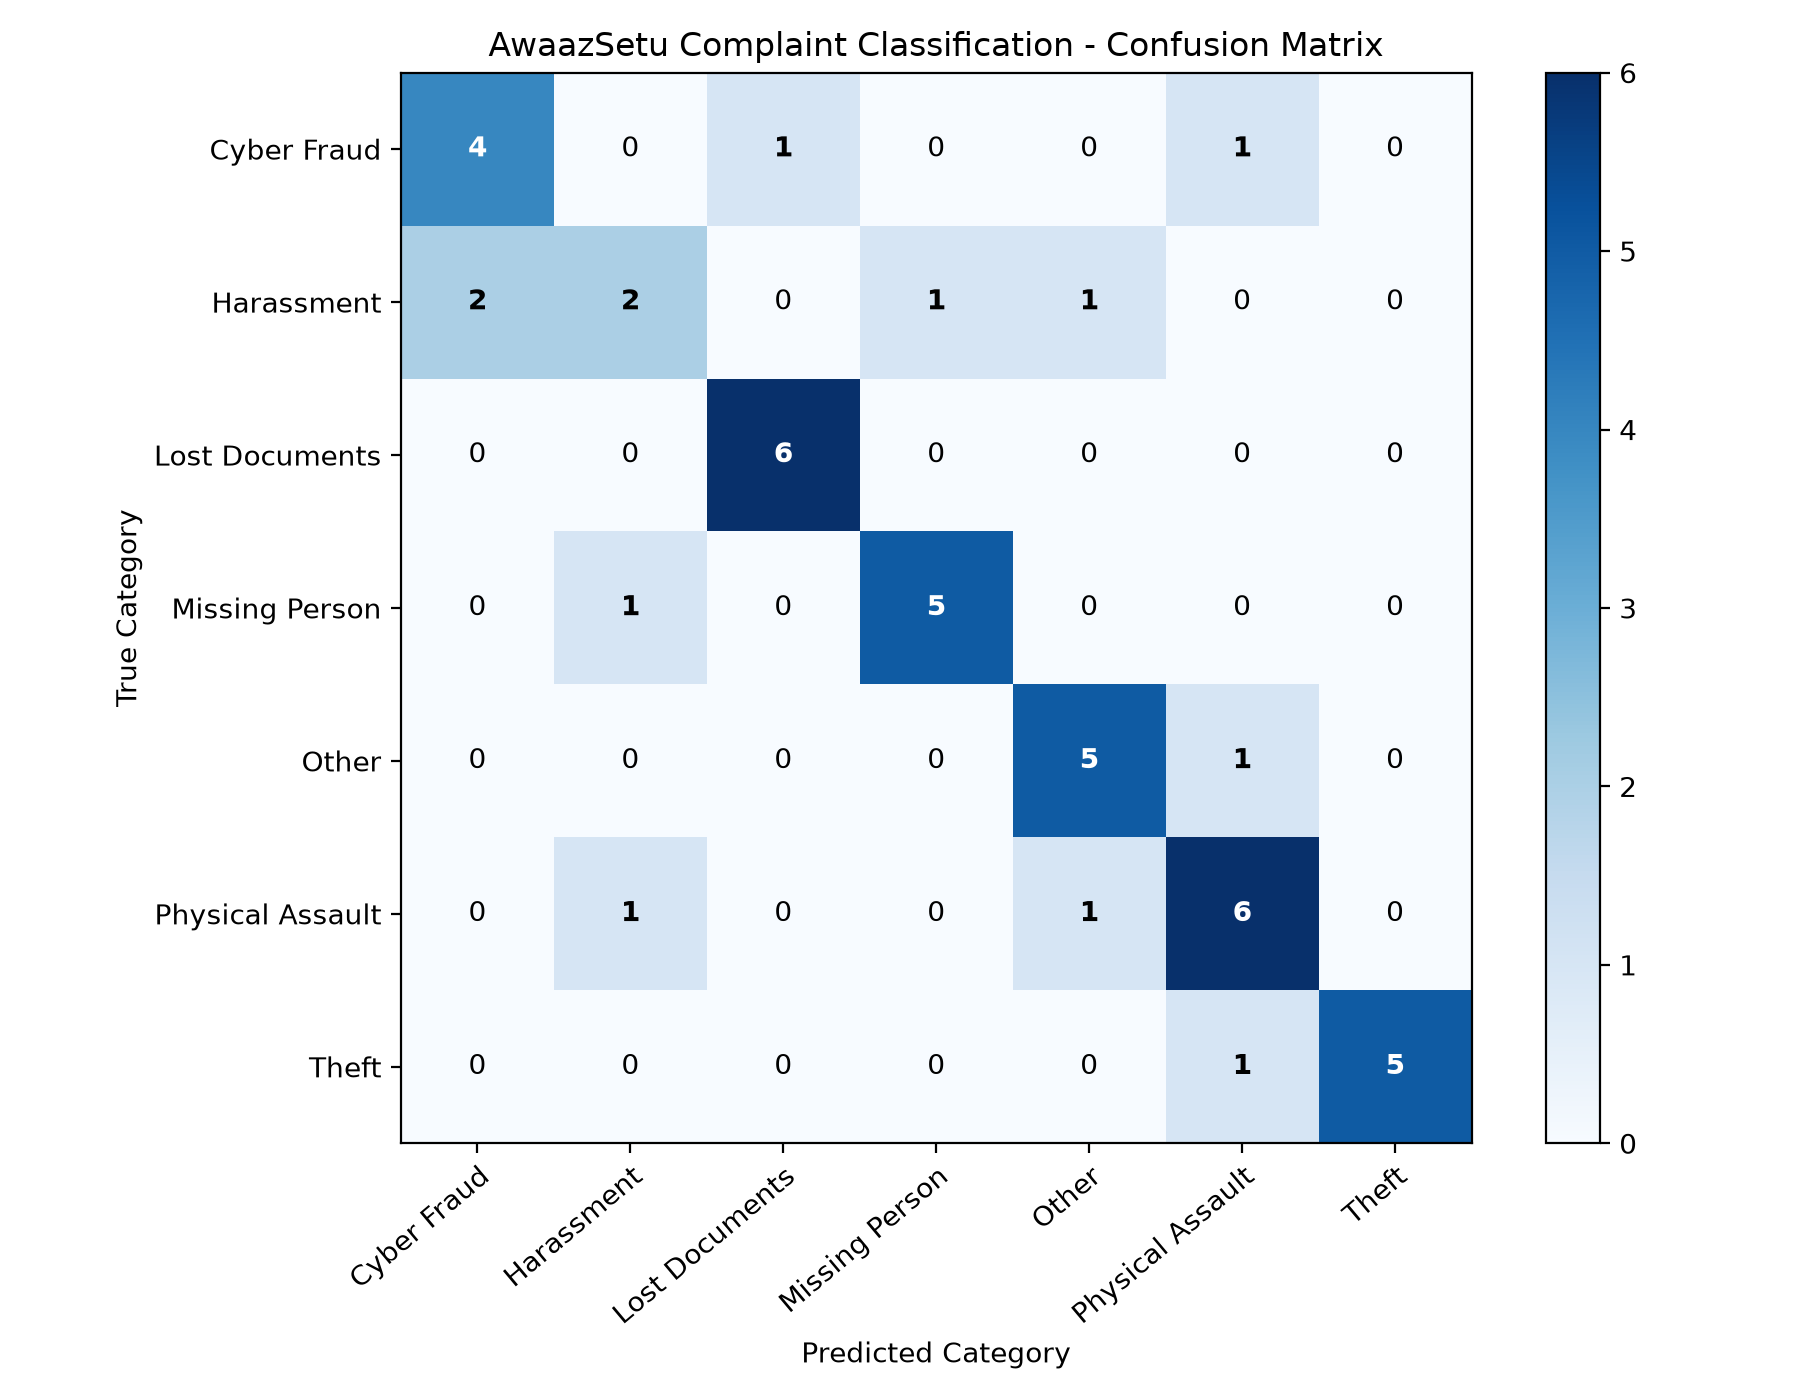 AwaazSetu Complaint Classification - Confusion Matrix
True Category
Cyber Fraud 4 0 1 0 0 1 0
Harassment 2 2 0 1 1 0 0
Lost Documents 0 0 6 0 0 0 0
Missing Person 0 1 0 5 0 0 0
Other 0 0 0 0 5 1 0
Physical Assault 0 1 0 0 1 6 0
Theft 0 0 0 0 0 1 5
Cyber Fraud Harassment Lost Documents Missing Person Other Physical Assault Theft
Predicted Category
6
5
4
3
2
1
0